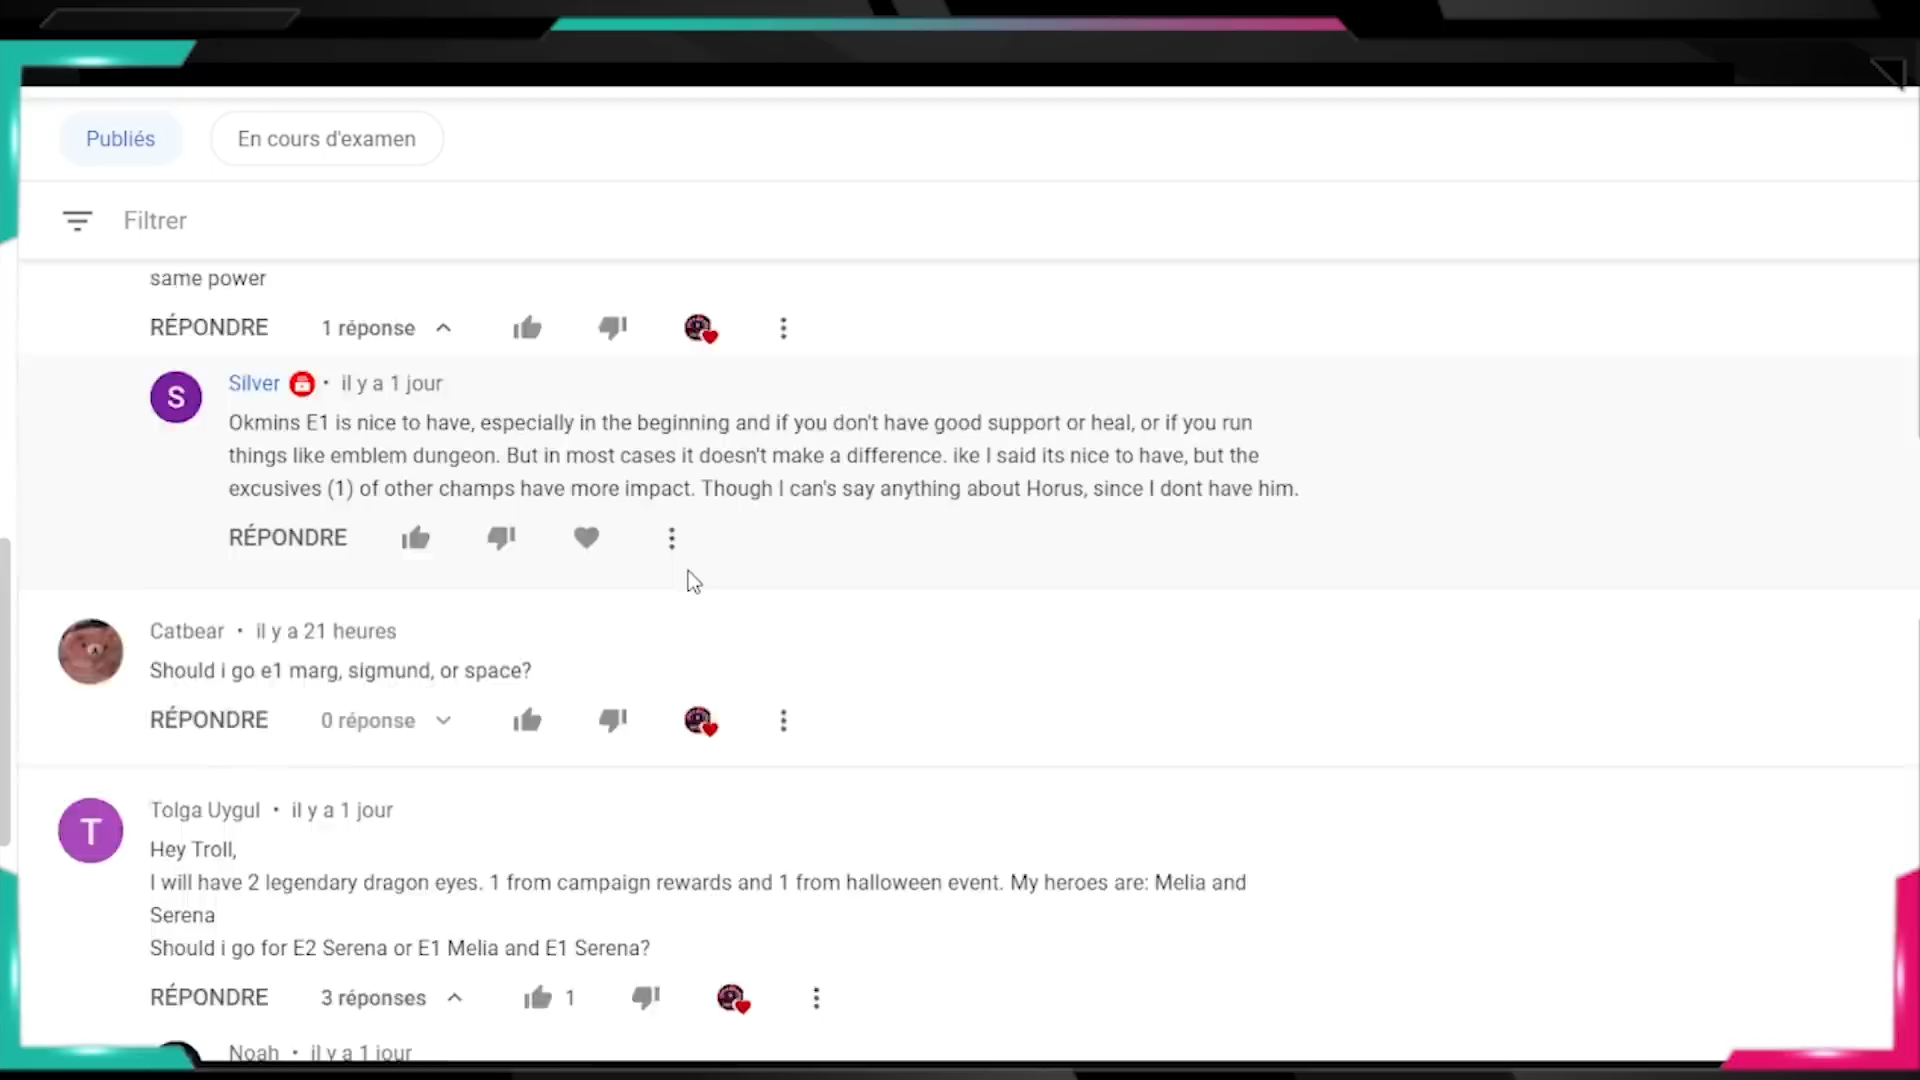 Publiés En cours d'examen
Filtrer
same power
RÉPONDRE 1 réponse
S Silver • il y a 1 jour
Okmins E1 is nice to have, especially in the beginning and if you don't have good support or heal, or if you run
things like emblem dungeon. But in most cases it doesn't make a difference. ike I said its nice to have, but the
excusives (1) of other champs have more impact. Though I can's say anything about Horus, since I dont have him.
RÉPONDRE
Catbear • il y a 21 heures
Should i go e1 marg, sigmund, or space?
RÉPONDRE 0 réponse
T Tolga Uygul • il y a 1 jour
Hey Troll,
I will have 2 legendary dragon eyes. 1 from campaign rewards and 1 from halloween event. My heroes are: Melia and
Serena
Should i go for E2 Serena or E1 Melia and E1 Serena?
RÉPONDRE 3 réponses 1
Noah • il y a 1 jour